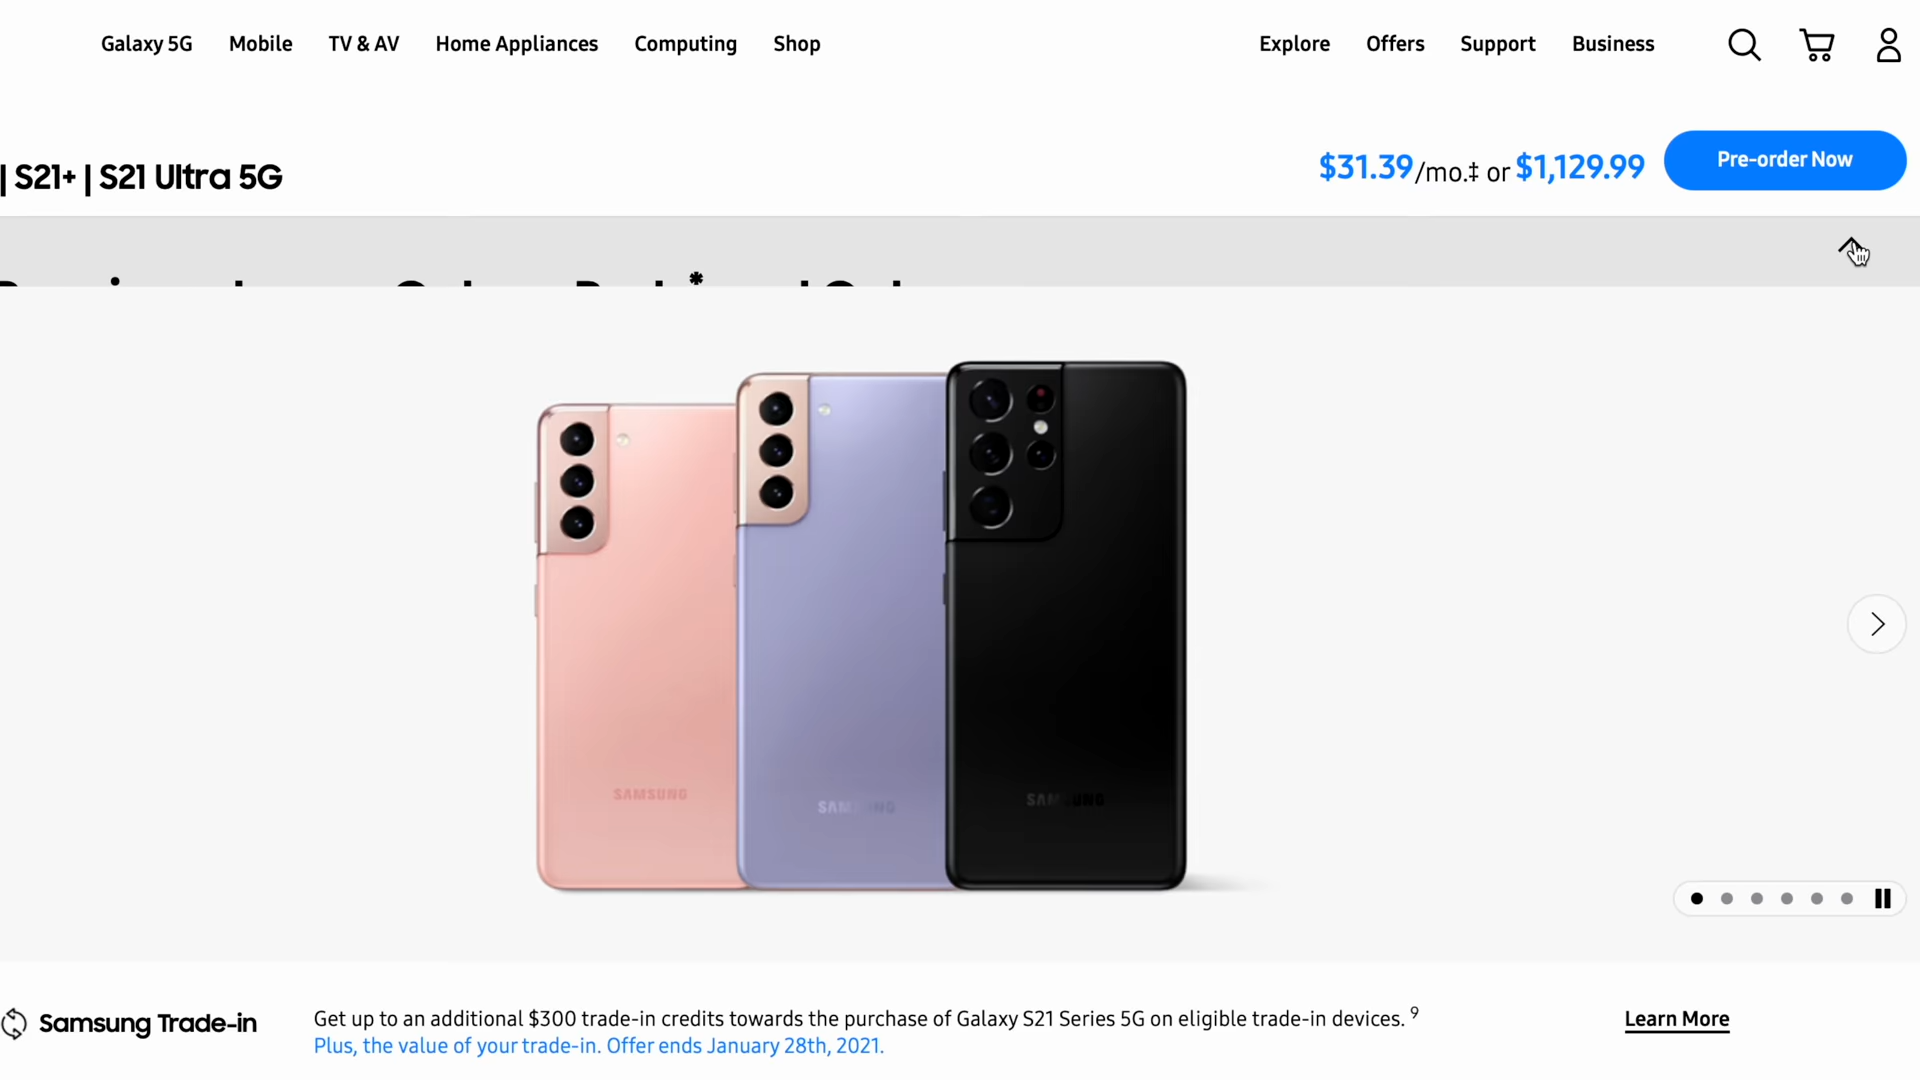 Galaxy 5G Mobile TV & AV Home Appliances Computing Shop Explore Offers Support Business
| S21+ | S21 Ultra 5G $31.39/mo.‡ or $1,129.99 Pre-order Now
*
SAMSUNG SAMSUNG SAMSUNG
Samsung Trade-in Get up to an additional $300 trade-in credits towards the purchase of Galaxy S21 Series 5G on eligible trade-in devices. 9 Learn More
Plus, the value of your trade-in. Offer ends January 28th, 2021.